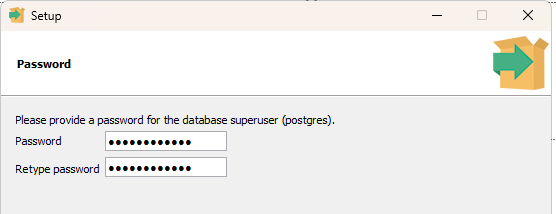 Setup
Password
Please provide a password for the database superuser (postgres).
Password ●●●●●●●●●●●●
Retype password ●●●●●●●●●●●●